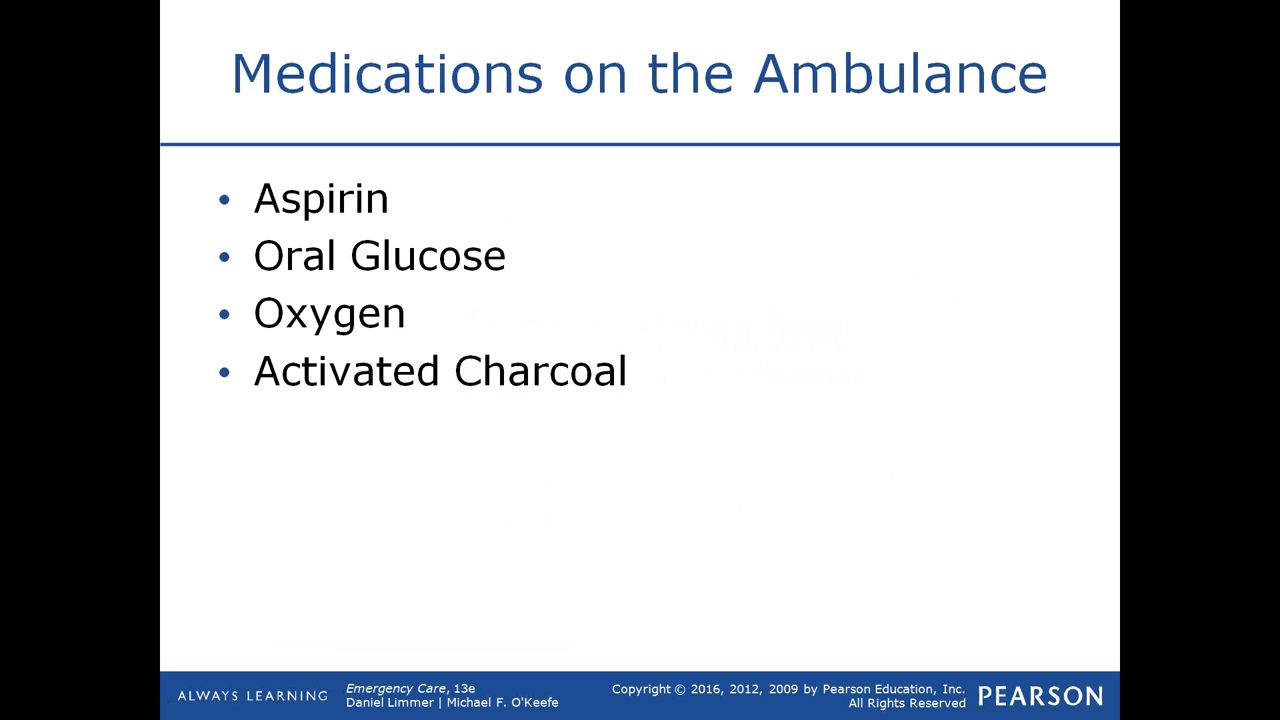 Medications on the Ambulance
• Aspirin
• Oral Glucose
• Oxygen
• Activated Charcoal
ALWAYS LEARNING
Emergency Care, 13e
Daniel Limmer | Michael F. O'Keefe
Copyright © 2016, 2012, 2009 by Pearson Education, Inc.
All Rights Reserved
PEARSON